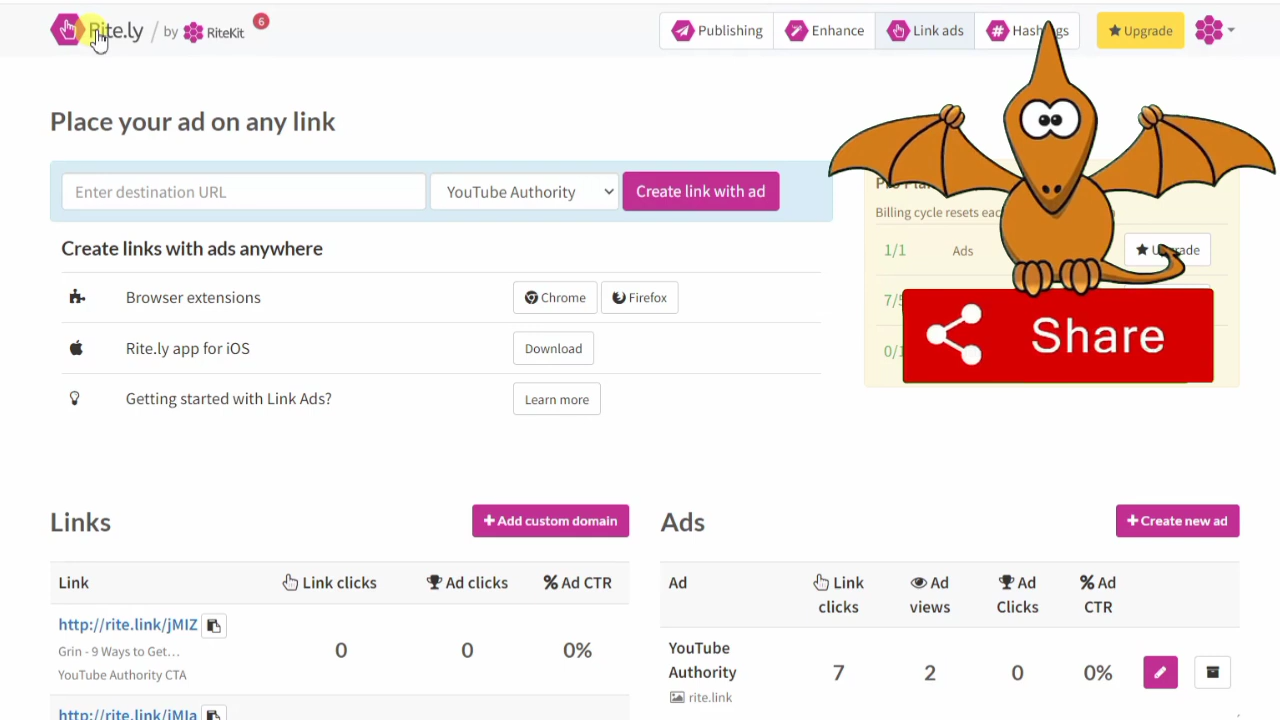 Rite.ly / by RiteKit 6
Publishing Enhance Link ads Upgrade
Place your ad on any link
Enter destination URL YouTube Authority Create link with ad
Billing cycle resets
1/1 Ads
Create links with ads anywhere
Browser extensions Chrome Firefox
Share
Rite.ly app for iOS Download
Getting started with Link Ads? Learn more
Links + Add custom domain
Ads + Create new ad
Link Link clicks Ad clicks % Ad CTR
Ad Link clicks Ad views Ad Clicks % Ad CTR
http://rite.link/jMIZ 0 0 0%
Grin - 9 Ways to Get…
YouTube Authority CTA
YouTube Authority 7 2 0 0%
rite.link
http://rite.link/jMIa